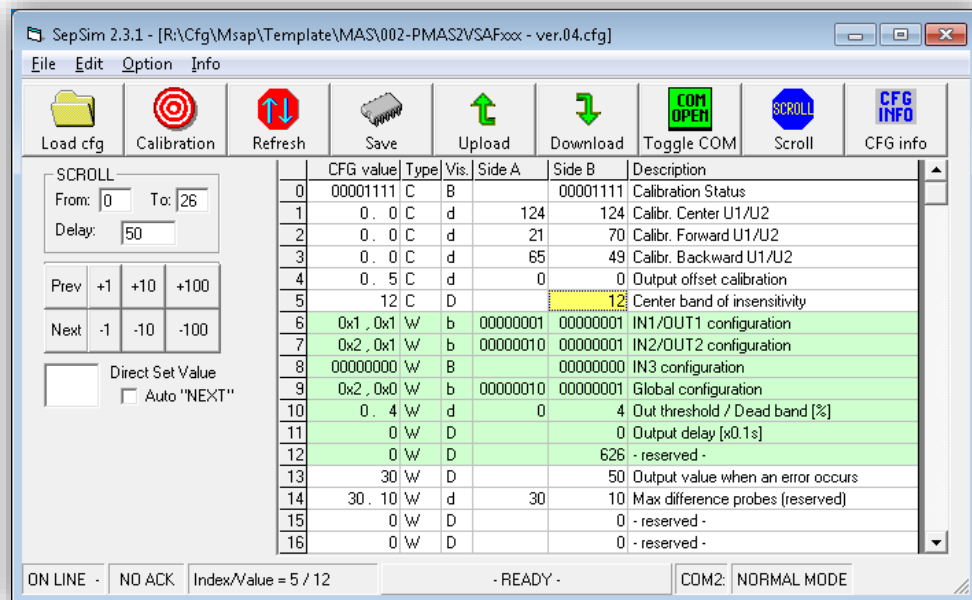 SepSim 2.3.1 - [R:\Cfg\Msap\Template\MAS\002-PMAS2VSAFxxx - ver.04.cfg]
File Edit Option Info
COM OPEN SCROLL CFG INFO
Load cfg Calibration Refresh Save Upload Download Toggle COM Scroll CFG info
SCROLL
From: 0 To: 26
Delay: 50
Prev +1 +10 +100
Next -1 -10 -100
Direct Set Value
Auto "NEXT"
CFG value Type Vis. Side A Side B Description
0 00001111 C B 00001111 Calibration Status
1 0. 0 C d 124 124 Calibr. Center U1/U2
2 0. 0 C d 21 70 Calibr. Forward U1/U2
3 0. 0 C d 65 49 Calibr. Backward U1/U2
4 0. 5 C d 0 0 Output offset calibration
5 12 C D 12 Center band of insensitivity
6 0x1 , 0x1 W b 00000001 00000001 IN1/OUT1 configuration
7 0x2 , 0x1 W b 00000010 00000001 IN2/OUT2 configuration
8 00000000 W B 00000000 IN3 configuration
9 0x2 , 0x0 W b 00000010 00000001 Global configuration
10 0. 4 W d 0 4 Out threshold / Dead band [%]
11 0 W D 0 Output delay [x0.1s]
12 0 W D 626 - reserved -
13 30 W D 50 Output value when an error occurs
14 30. 10 W d 30 10 Max difference probes (reserved)
15 0 W D 0 - reserved -
16 0 W D 0 - reserved -
ON LINE - NO ACK Index/Value = 5 / 12 - READY - COM2: NORMAL MODE